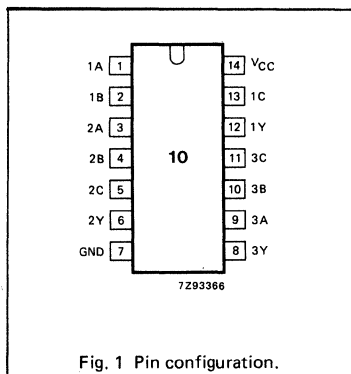 1A 1 14 VCC
1B 2 13 1C
2A 3 12 1Y
2B 4 10 11 3C
2C 5 10 3B
2Y 6 9 3A
GND 7 8 3Y
7Z93366
Fig. 1 Pin configuration.